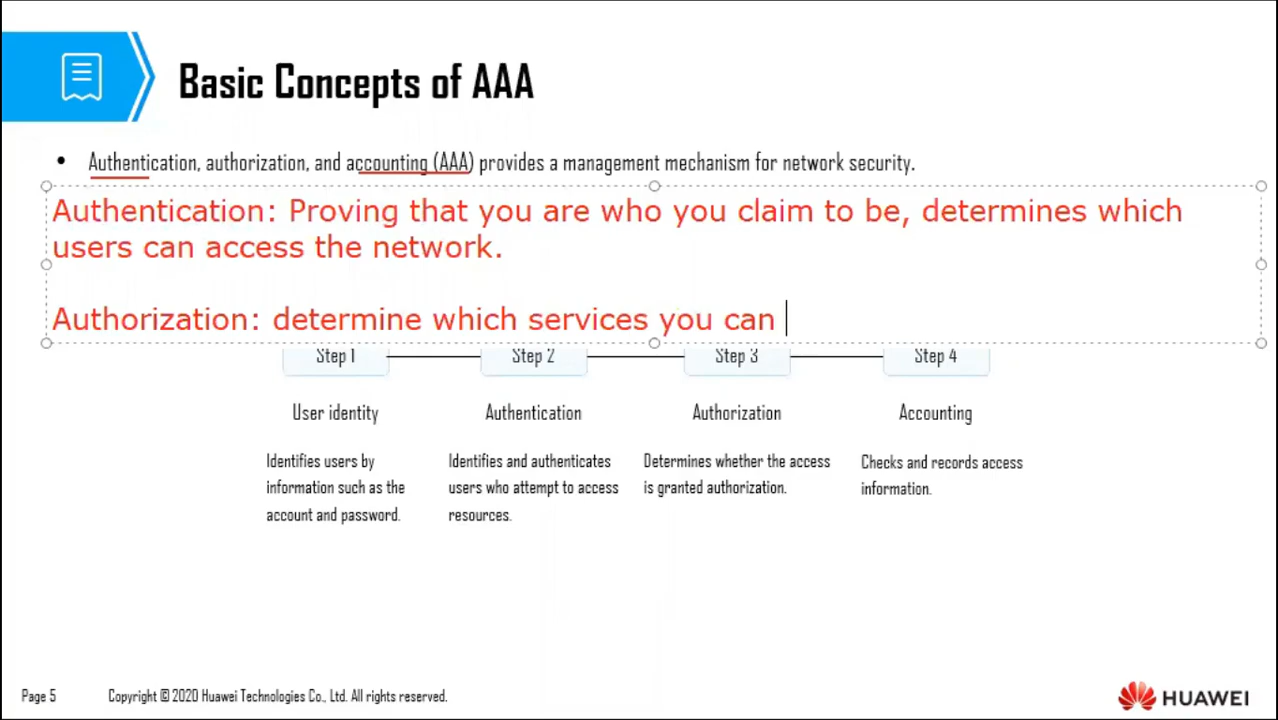 Basic Concepts of AAA
• Authentication, authorization, and accounting (AAA) provides a management mechanism for network security.
Authentication: Proving that you are who you claim to be, determines which
users can access the network.
Authorization: determine which services you can
Step 1 Step 2 Step 3 Step 4
User identity Authentication Authorization Accounting
Identifies users by
information such as the
account and password.
Identifies and authenticates
users who attempt to access
resources.
Determines whether the access
is granted authorization.
Checks and records access
information.
Page 5 Copyright © 2020 Huawei Technologies Co., Ltd. All rights reserved.
HUAWEI